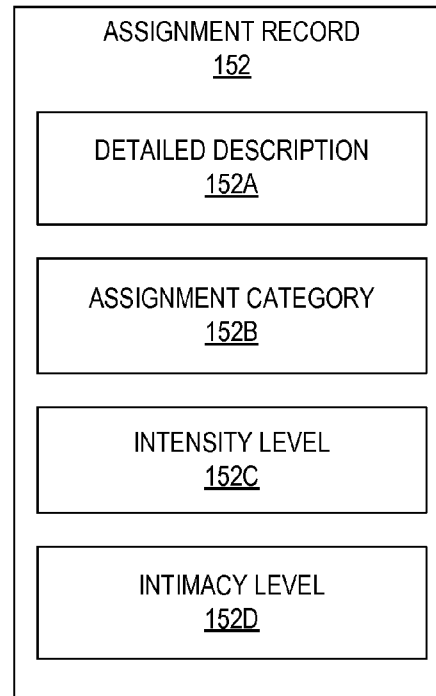 ASSIGNMENT RECORD
152
DETAILED DESCRIPTION
152A
ASSIGNMENT CATEGORY
152B
INTENSITY LEVEL
152C
INTIMACY LEVEL
152D